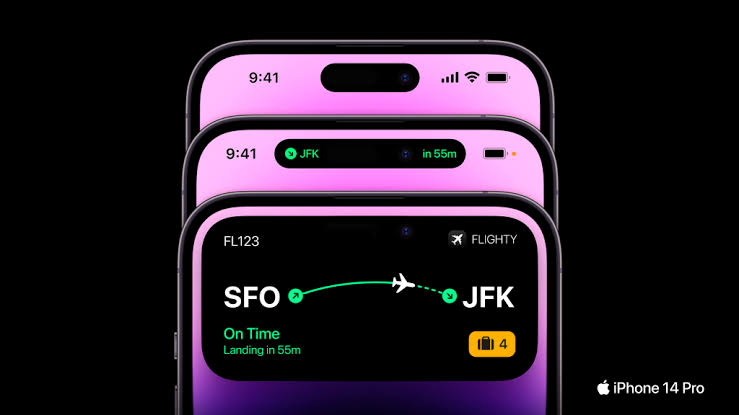 9:41
9:41 JFK in 55m
FL123 FLIGHTY
SFO JFK
On Time
Landing in 55m
4
iPhone 14 Pro